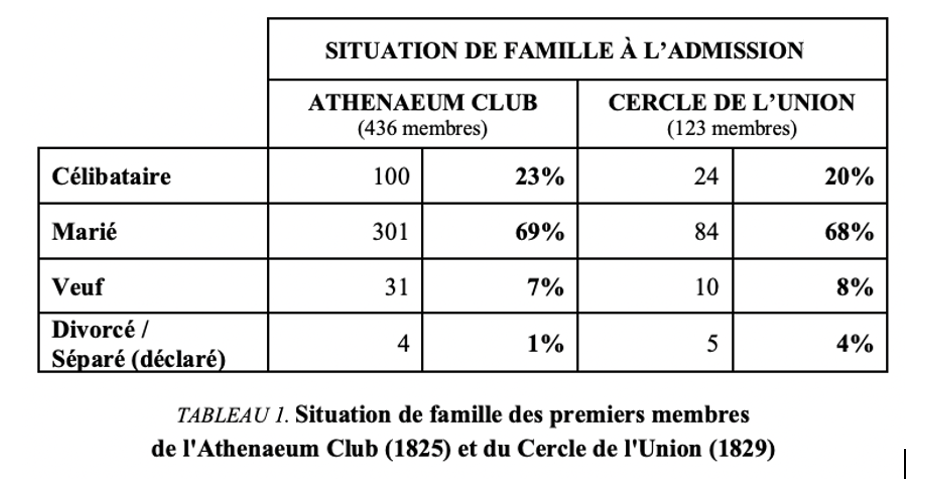 SITUATION DE FAMILLE À L’ADMISSION
ATHENAEUM CLUB CERCLE DE L’UNION
(436 membres) (123 membres)
Célibataire 100 23% 24 20%
Marié 301 69% 84 68%
Veuf 31 7% 10 8%
Divorcé /
Séparé (déclaré) 4 1% 5 4%
TABLEAU 1. Situation de famille des premiers membres
de l'Athenaeum Club (1825) et du Cercle de l'Union (1829)